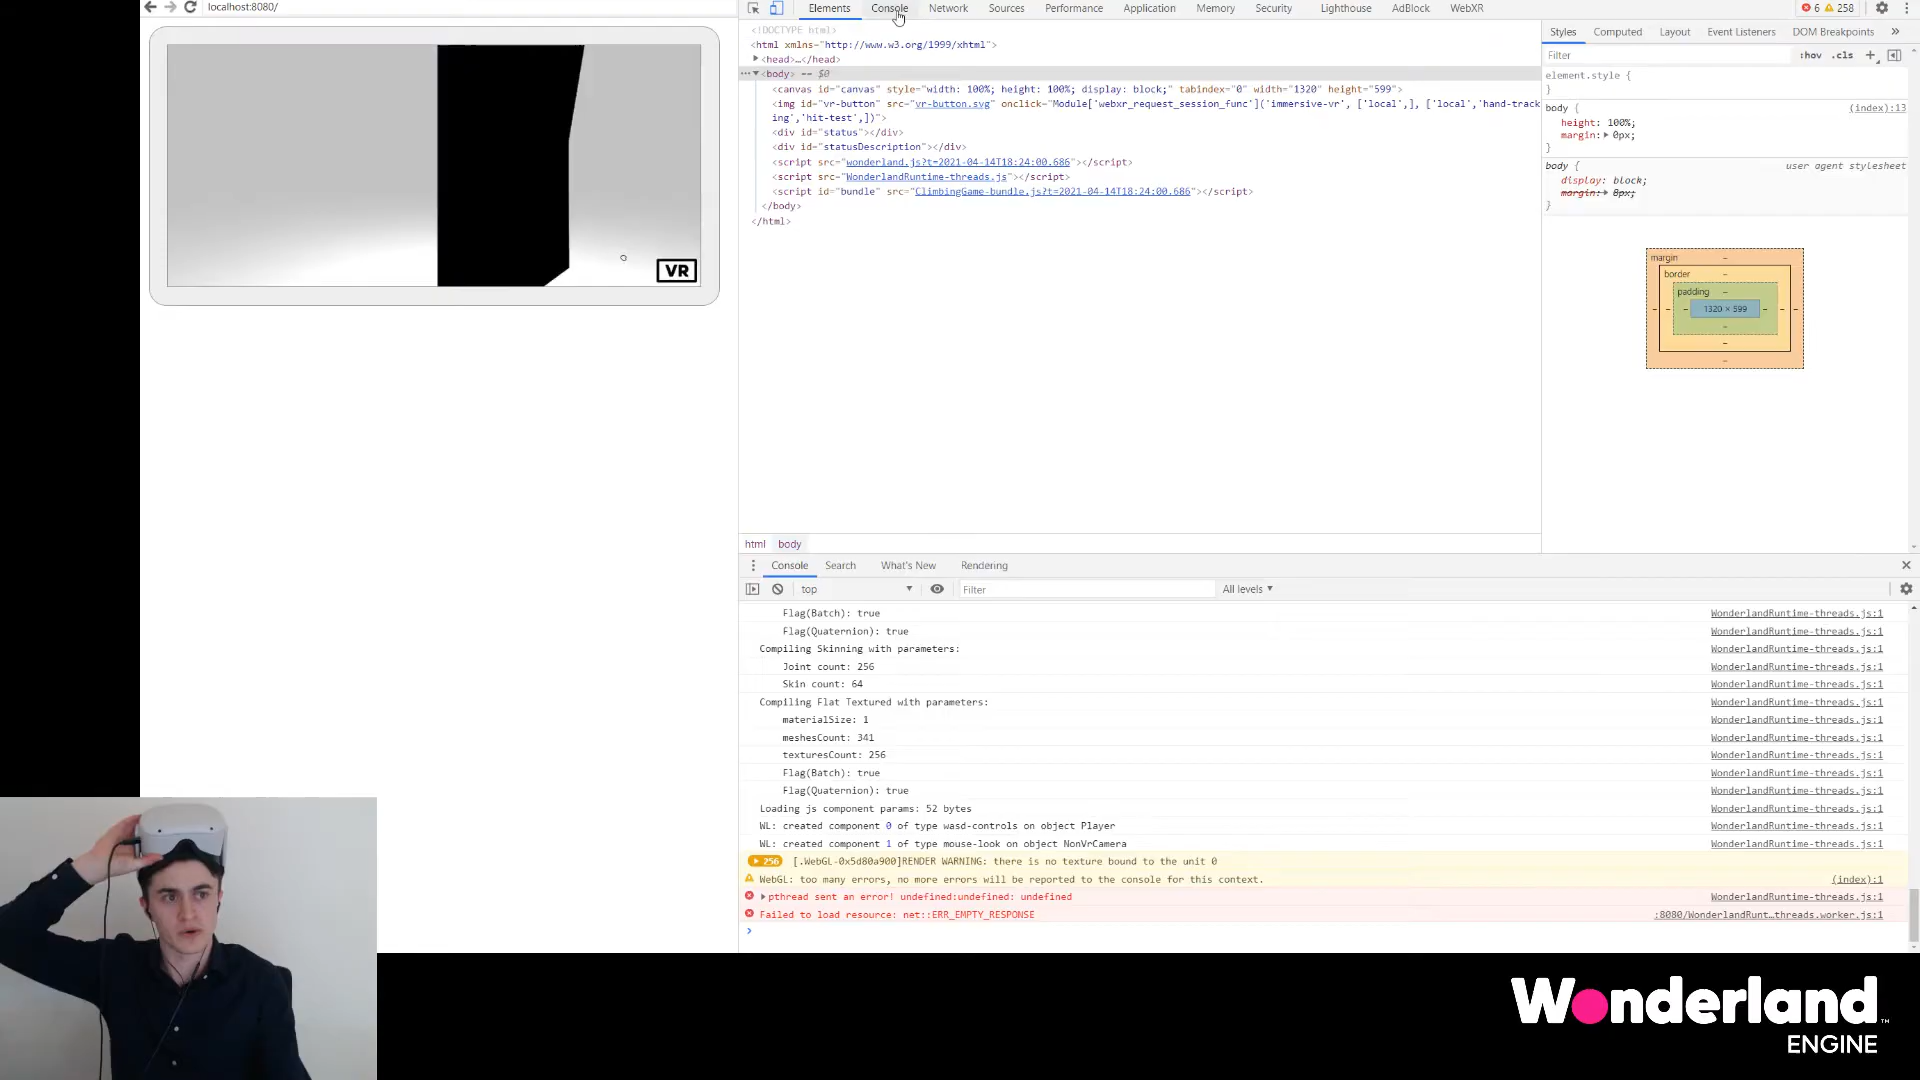 localhost:8080/
VR
Elements Console Network Sources Performance Application Memory Security Lighthouse AdBlock WebXR 6 258
<!DOCTYPE html>
<html xmlns="http://www.w3.org/1999/xhtml">
<head>…</head>
<body> == $0
<canvas id="canvas" style="width: 100%; height: 100%; display: block;" tabindex="0" width="1320" height="599">
<img id="vr-button" src="vr-button.svg" onclick="Module['webxr_request_session_func']('immersive-vr', ['local',], ['local','hand-track
ing','hit-test',])">
<div id="status"></div>
<div id="statusDescription"></div>
<script src="wonderland.js?t=2021-04-14T18:24:00.686"></script>
<script src="WonderlandRuntime-threads.js"></script>
<script id="bundle" src="ClimbingGame-bundle.js?t=2021-04-14T18:24:00.686"></script>
</body>
</html>
html body
Styles Computed Layout Event Listeners DOM Breakpoints »
Filter :hov .cls +
element.style {
}
body { (index):13
height: 100%;
margin: 0px;
}
body { user agent stylesheet
display: block;
margin: 8px;
}
margin –
border –
padding –
– – – 1320 × 599 – – –
–
–
–
Console Search What's New Rendering
top Filter All levels
Flag(Batch): true WonderlandRuntime-threads.js:1
Flag(Quaternion): true WonderlandRuntime-threads.js:1
Compiling Skinning with parameters: WonderlandRuntime-threads.js:1
Joint count: 256 WonderlandRuntime-threads.js:1
Skin count: 64 WonderlandRuntime-threads.js:1
Compiling Flat Textured with parameters: WonderlandRuntime-threads.js:1
materialSize: 1 WonderlandRuntime-threads.js:1
meshesCount: 341 WonderlandRuntime-threads.js:1
texturesCount: 256 WonderlandRuntime-threads.js:1
Flag(Batch): true WonderlandRuntime-threads.js:1
Flag(Quaternion): true WonderlandRuntime-threads.js:1
Loading js component params: 52 bytes WonderlandRuntime-threads.js:1
WL: created component 0 of type wasd-controls on object Player WonderlandRuntime-threads.js:1
WL: created component 1 of type mouse-look on object NonVrCamera WonderlandRuntime-threads.js:1
256 [.WebGL-0x5d80a900]RENDER WARNING: there is no texture bound to the unit 0
WebGL: too many errors, no more errors will be reported to the console for this context. (index):1
pthread sent an error! undefined:undefined: undefined WonderlandRuntime-threads.js:1
Failed to load resource: net::ERR_EMPTY_RESPONSE :8080/WonderlandRunt…threads.worker.js:1
Wonderland™
ENGINE